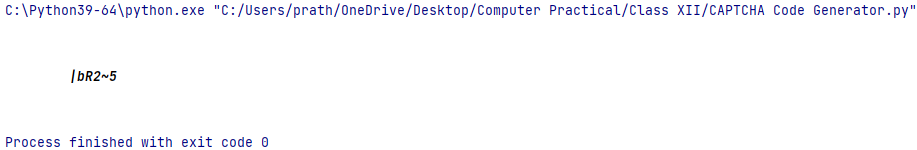 C:\Python39-64\python.exe "C:/Users/prath/OneDrive/Desktop/Computer Practical/Class XII/CAPTCHA Code Generator.py"
|bR2~5
Process finished with exit code 0